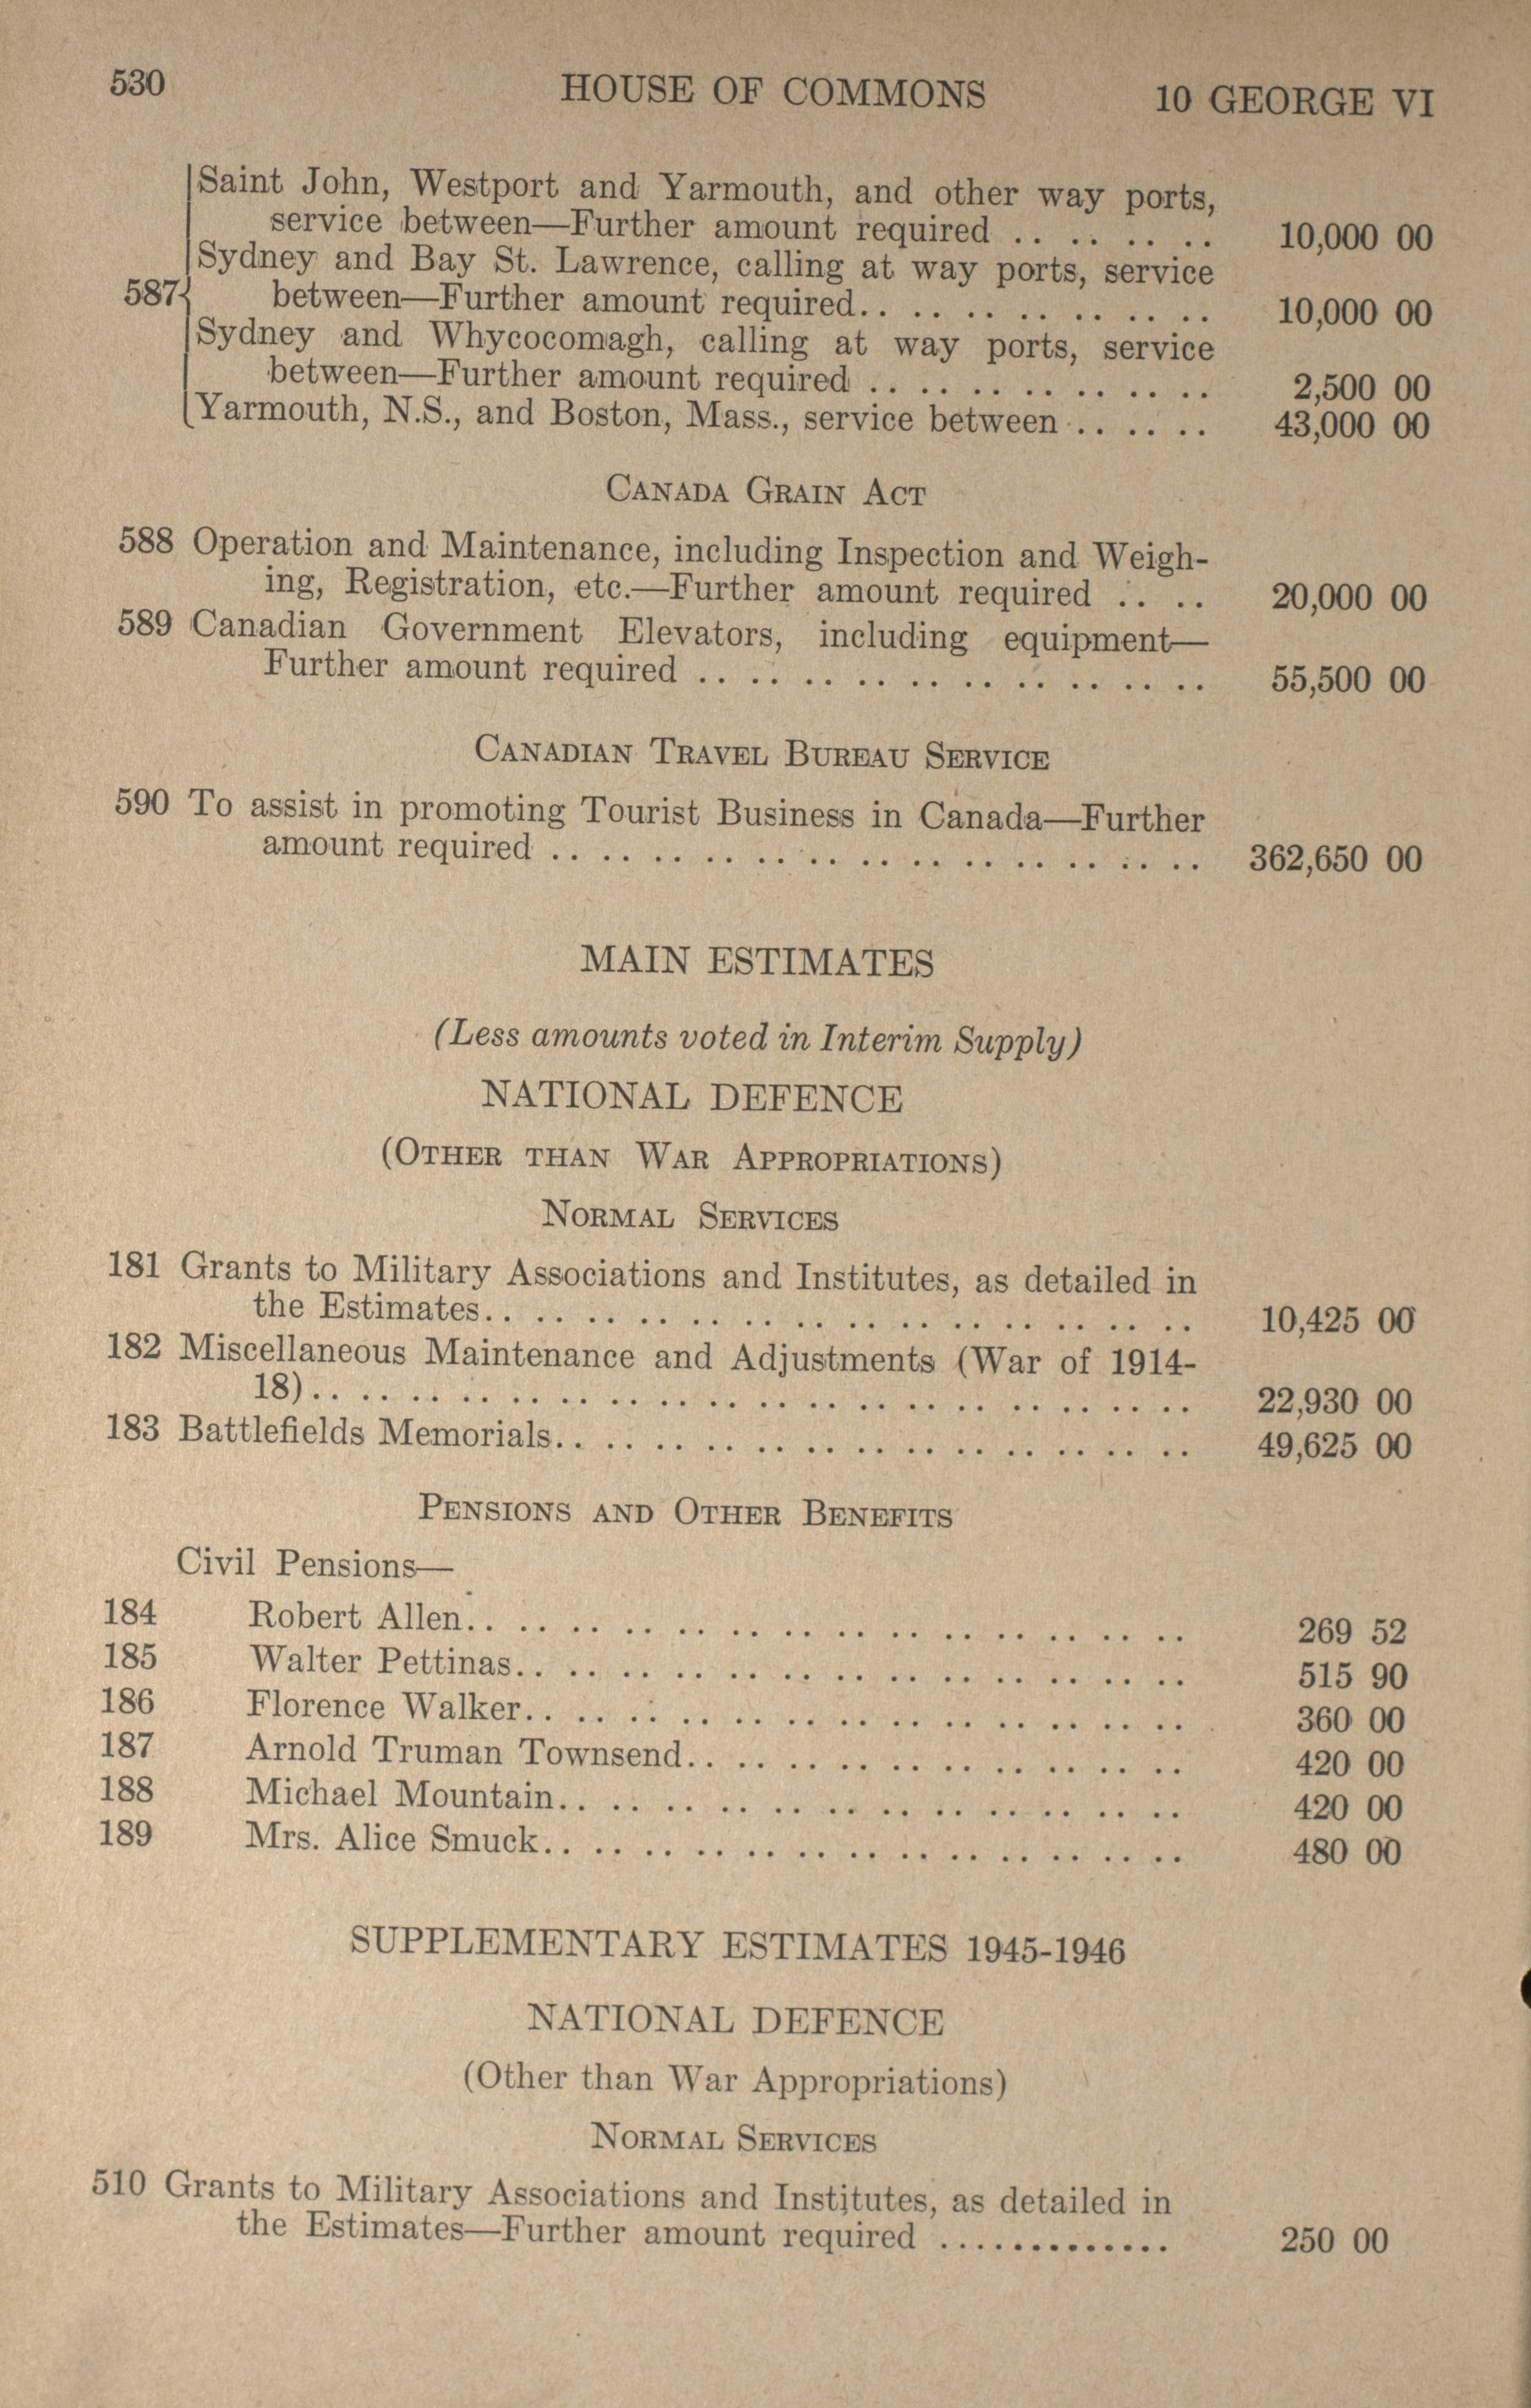 530 HOUSE OF COMMONS 10 GEORGE VI
Saint John, Westport and Yarmouth, and other way ports,
service between—Further amount required . . . . . . . . 10,000 00
Sydney and Bay St. Lawrence, calling at way ports, service
587{ between—Further amount required. . . . . . . . . . . . . . 10,000 00
Sydney and Whycocomagh, calling at way ports, service
between—Further amount required . . . . . . . . . . . . . . 2,500 00
Yarmouth, N.S., and Boston, Mass., service between . . . . . . 43,000 00
CANADA GRAIN ACT
588 Operation and Maintenance, including Inspection and Weigh-
ing, Registration, etc.—Further amount required . . . . 20,000 00
589 Canadian Government Elevators, including equipment—
Further amount required . . . . . . . . . . . . . . . . . . . . 55,500 00
CANADIAN TRAVEL BUREAU SERVICE
590 To assist in promoting Tourist Business in Canada—Further
amount required . . . . . . . . . . . . . . . . . . . . . . . . . . 362,650 00
MAIN ESTIMATES
(Less amounts voted in Interim Supply)
NATIONAL DEFENCE
(OTHER THAN WAR APPROPRIATIONS)
NORMAL SERVICES
181 Grants to Military Associations and Institutes, as detailed in
the Estimates. . . . . . . . . . . . . . . . . . . . . . . . . . . . 10,425 00
182 Miscellaneous Maintenance and Adjustments (War of 1914-
18). . . . . . . . . . . . . . . . . . . . . . . . . . . . . . . . . . . . 22,930 00
183 Battlefields Memorials. . . . . . . . . . . . . . . . . . . . . . . . . . 49,625 00
PENSIONS AND OTHER BENEFITS
Civil Pensions—
184 Robert Allen. . . . . . . . . . . . . . . . . . . . . . . . . . . . 269 52
185 Walter Pettinas. . . . . . . . . . . . . . . . . . . . . . . . . . 515 90
186 Florence Walker. . . . . . . . . . . . . . . . . . . . . . . . . . 360 00
187 Arnold Truman Townsend. . . . . . . . . . . . . . . . . . . . 420 00
188 Michael Mountain. . . . . . . . . . . . . . . . . . . . . . . . 420 00
189 Mrs. Alice Smuck. . . . . . . . . . . . . . . . . . . . . . . . . . 480 00
SUPPLEMENTARY ESTIMATES 1945-1946
NATIONAL DEFENCE
(Other than War Appropriations)
NORMAL SERVICES
510 Grants to Military Associations and Institutes, as detailed in
the Estimates—Further amount required ............. 250 00